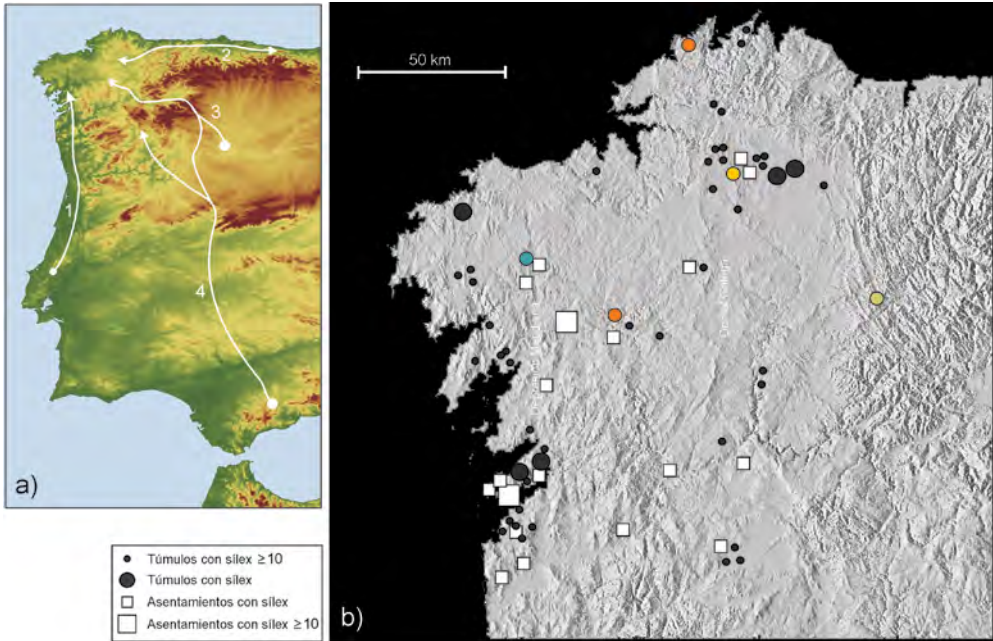 1
2
3
4
a)
50 km
b)
Túmulos con sílex ≥10
Túmulos con sílex
Asentamientos con sílex
Asentamientos con sílex ≥10